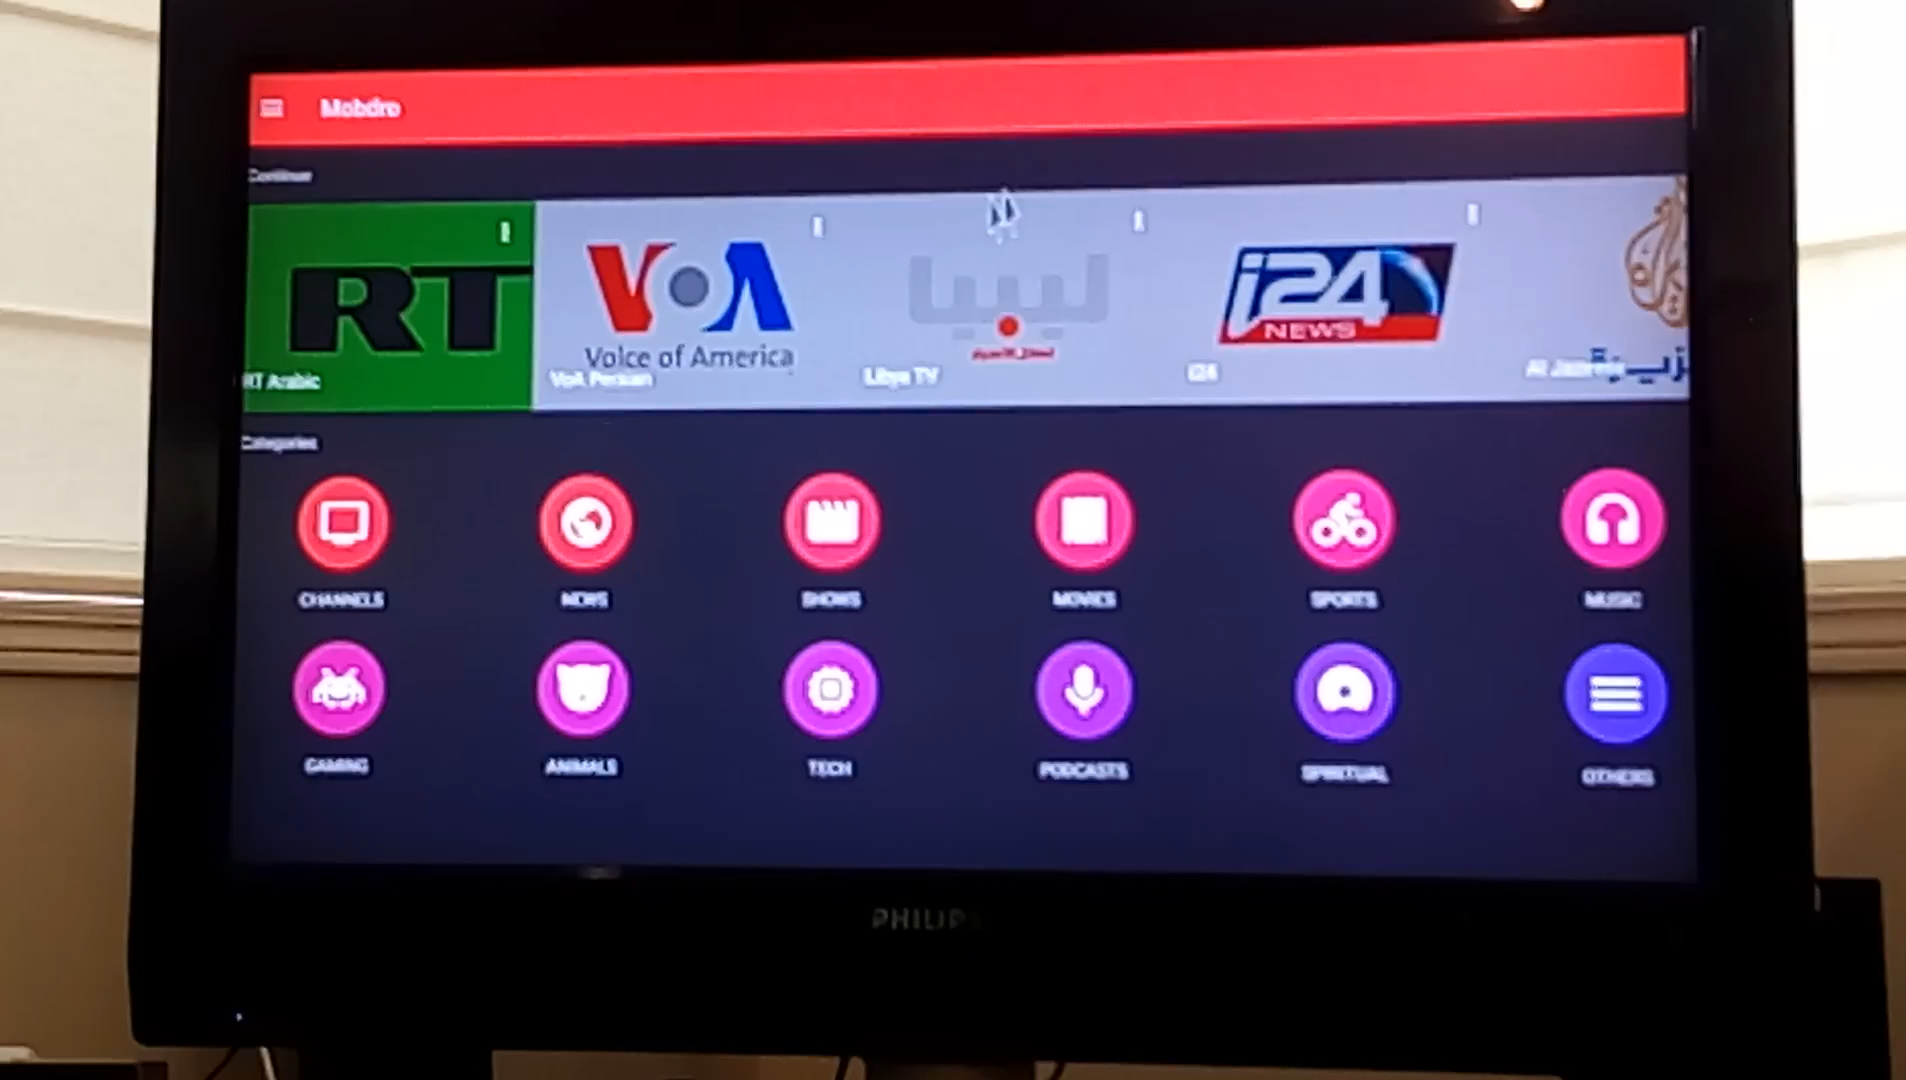 Mobdro
Continue
RT
RT Arabic
VOA
Voice of America
VoA Persian
ليبيا
Libya TV
i24
NEWS
i24
Al Jazeera
Categories
CHANNELS
NEWS
SHOWS
MOVIES
SPORTS
MUSIC
GAMING
ANIMALS
TECH
PODCASTS
SPIRITUAL
OTHERS
PHILIPS